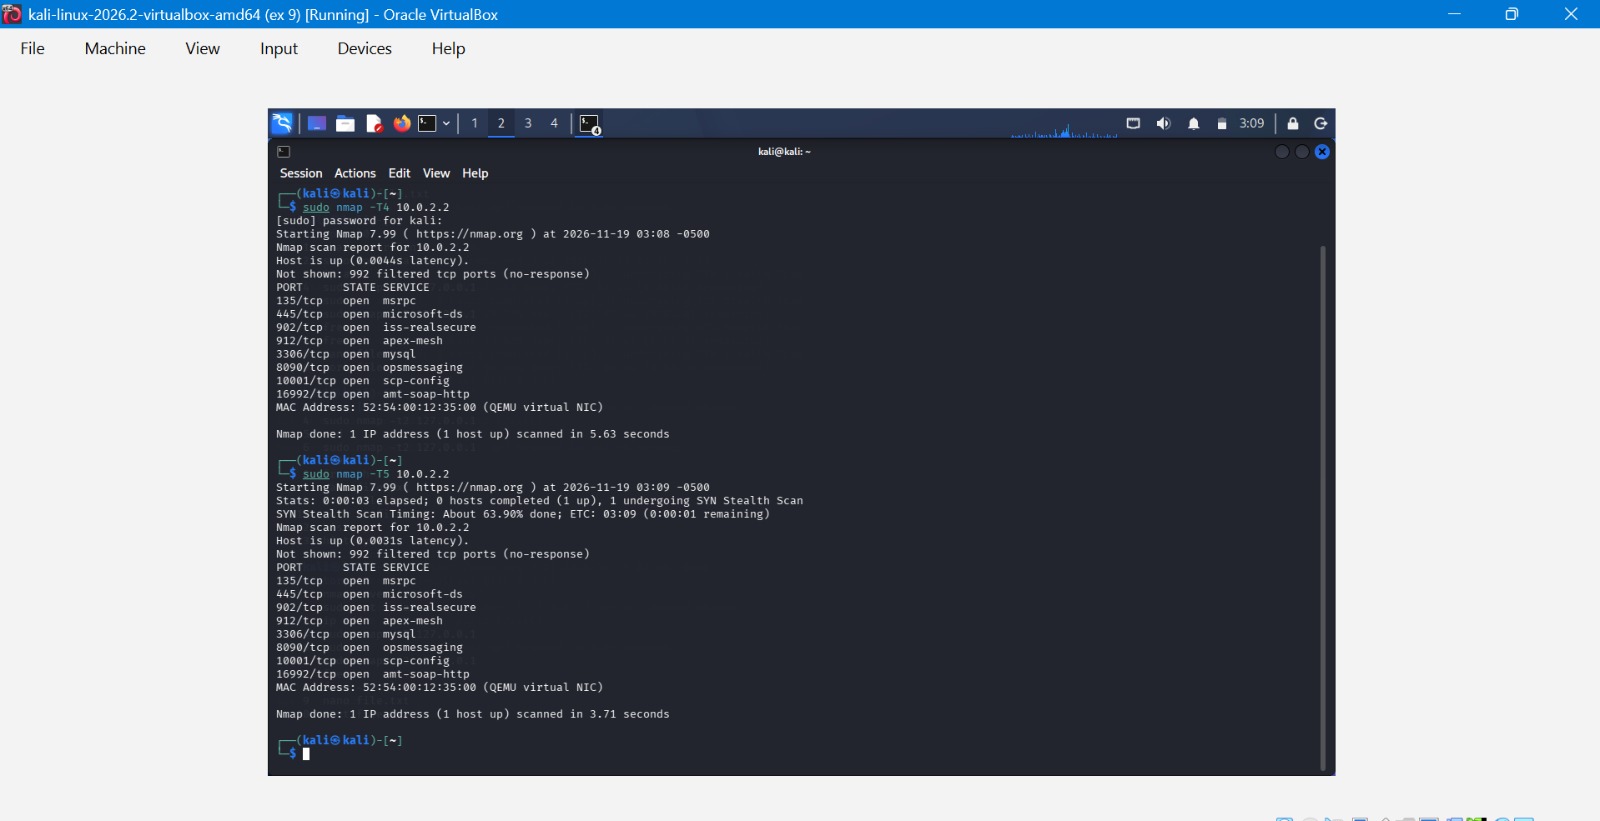 kali-linux-2026.2-virtualbox-amd64 (ex 9) [Running] - Oracle VirtualBox
File Machine View Input Devices Help
1 2 3 4 4 3:09
kali@kali: ~
Session Actions Edit View Help
(kali㉿kali)-[~]
$ sudo nmap -T4 10.0.2.2
[sudo] password for kali:
Starting Nmap 7.99 ( https://nmap.org ) at 2026-11-19 03:08 -0500
Nmap scan report for 10.0.2.2
Host is up (0.0044s latency).
Not shown: 992 filtered tcp ports (no-response)
PORT STATE SERVICE
135/tcp open msrpc
445/tcp open microsoft-ds
902/tcp open iss-realsecure
912/tcp open apex-mesh
3306/tcp open mysql
8090/tcp open opsmessaging
10001/tcp open scp-config
16992/tcp open amt-soap-http
MAC Address: 52:54:00:12:35:00 (QEMU virtual NIC)
Nmap done: 1 IP address (1 host up) scanned in 5.63 seconds
(kali㉿kali)-[~]
$ sudo nmap -T5 10.0.2.2
Starting Nmap 7.99 ( https://nmap.org ) at 2026-11-19 03:09 -0500
Stats: 0:00:03 elapsed; 0 hosts completed (1 up), 1 undergoing SYN Stealth Scan
SYN Stealth Scan Timing: About 63.90% done; ETC: 03:09 (0:00:01 remaining)
Nmap scan report for 10.0.2.2
Host is up (0.0031s latency).
Not shown: 992 filtered tcp ports (no-response)
PORT STATE SERVICE
135/tcp open msrpc
445/tcp open microsoft-ds
902/tcp open iss-realsecure
912/tcp open apex-mesh
3306/tcp open mysql
8090/tcp open opsmessaging
10001/tcp open scp-config
16992/tcp open amt-soap-http
MAC Address: 52:54:00:12:35:00 (QEMU virtual NIC)
Nmap done: 1 IP address (1 host up) scanned in 3.71 seconds
(kali㉿kali)-[~]
$